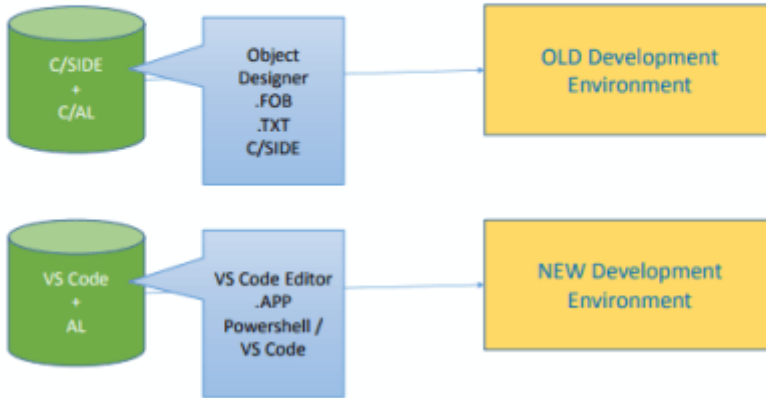 C/SIDE
+
C/AL
Object
Designer
.FOB
.TXT
C/SIDE
OLD Development
Environment
VS Code
+
AL
VS Code Editor
.APP
Powershell /
VS Code
NEW Development
Environment